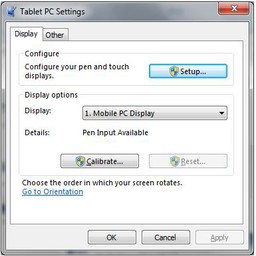 Tablet PC Settings
Display Other
Configure
Configure your pen and touch
displays.
Setup...
Display options
Display: 1. Mobile PC Display
Details: Pen Input Available
Calibrate... Reset...
Choose the order in which your screen rotates.
Go to Orientation
OK Cancel Apply